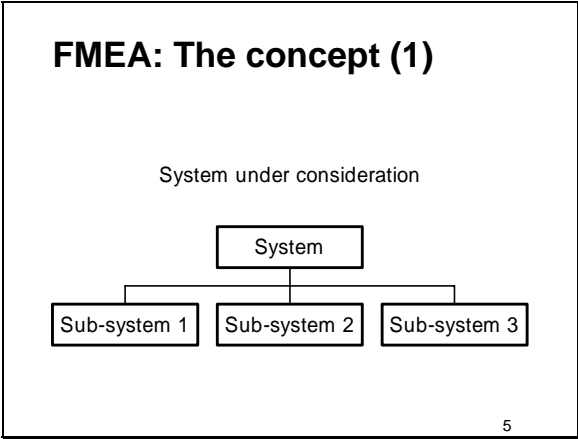 FMEA: The concept (1)
System under consideration
System
Sub-system 1 Sub-system 2 Sub-system 3
5